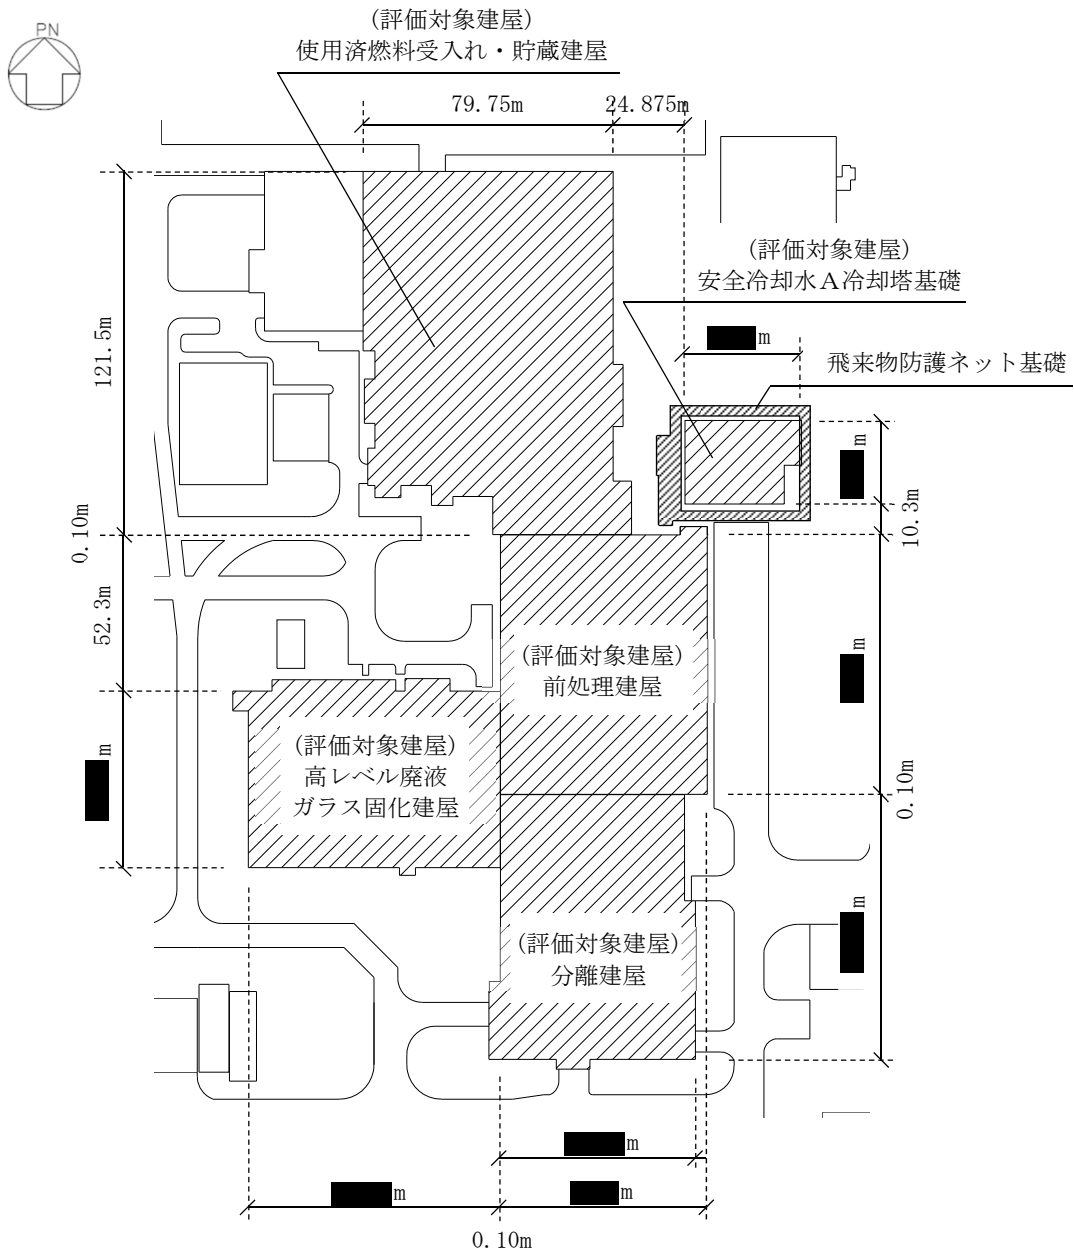 PN
(評価対象建屋)
使用済燃料受入れ・貯蔵建屋
79.75m
24.875m
(評価対象建屋)
安全冷却水A冷却塔基礎
m
飛来物防護ネット基礎
121.5m
m
10.3m
0.10m
52.3m
(評価対象建屋)
前処理建屋
m
(評価対象建屋)
高レベル廃液
ガラス固化建屋
m
0.10m
(評価対象建屋)
分離建屋
m
m
m
m
0.10m